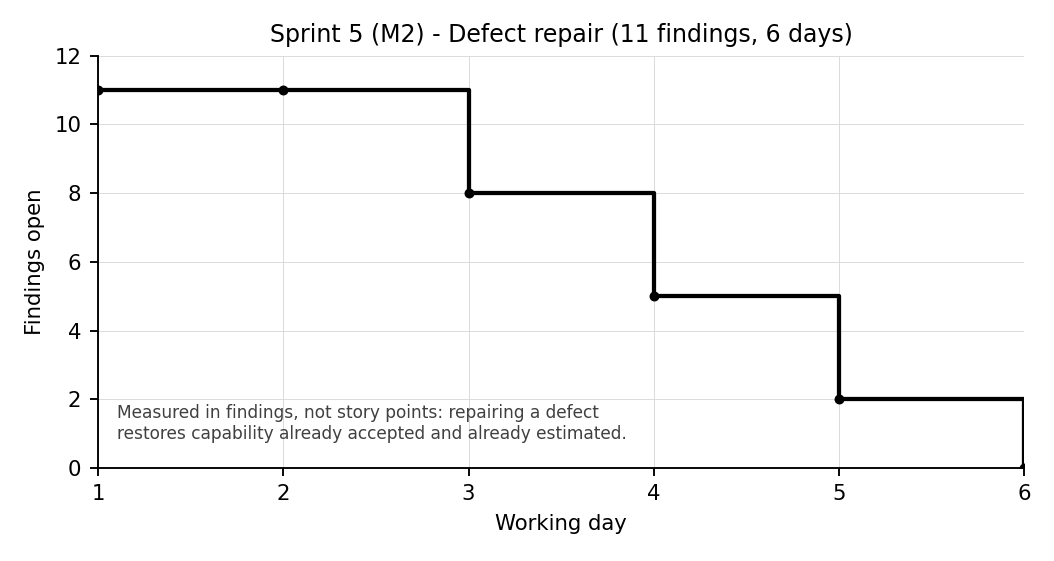 Sprint 5 (M2) - Defect repair (11 findings, 6 days)
12
10
8
6
4
2
0
Findings open
Measured in findings, not story points: repairing a defect
restores capability already accepted and already estimated.
1 2 3 4 5 6
Working day